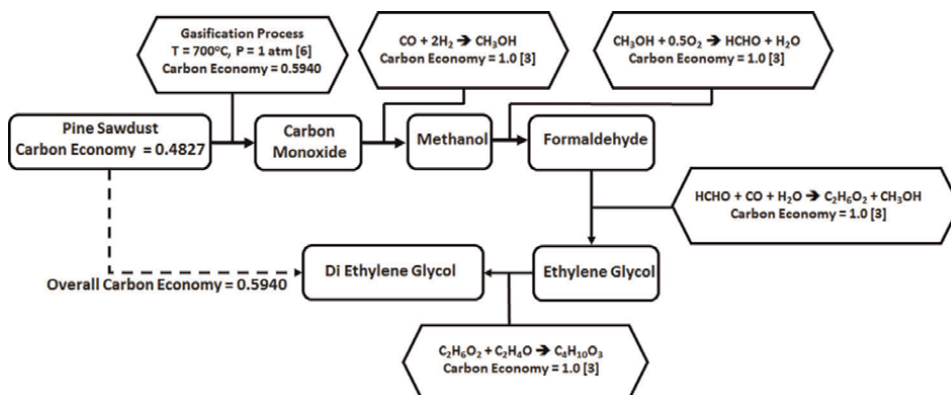 Gasification Process
T = 700°C, P = 1 atm [6]
Carbon Economy = 0.5940
CO + 2H₂ → CH₃OH
Carbon Economy = 1.0 [3]
CH₃OH + 0.5O₂ → HCHO + H₂O
Carbon Economy = 1.0 [3]
Pine Sawdust
Carbon Economy = 0.4827
Carbon
Monoxide
Methanol
Formaldehyde
HCHO + CO + H₂O → C₂H₆O₂ + CH₃OH
Carbon Economy = 1.0 [3]
Di Ethylene Glycol
Ethylene Glycol
Overall Carbon Economy = 0.5940
C₂H₆O₂ + C₂H₄O → C₄H₁₀O₃
Carbon Economy = 1.0 [3]